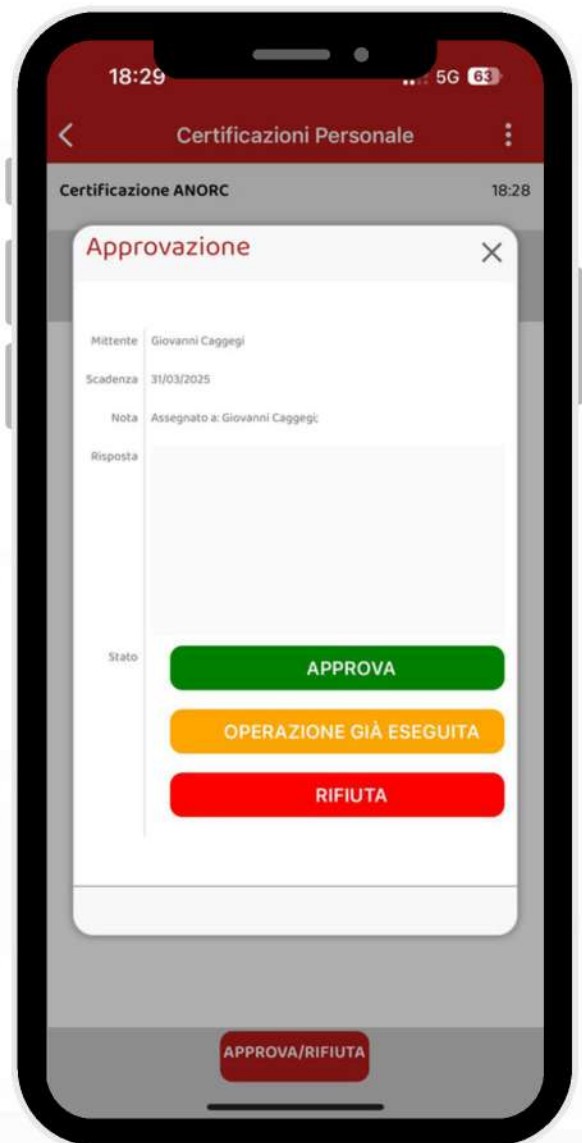 18:29 5G 63
Certificazioni Personale
Certificazione ANORC 18:28
Approvazione
Mittente Giovanni Caggegi
Scadenza 31/03/2025
Nota Assegnato a: Giovanni Caggegi;
Risposta
Stato
APPROVA
OPERAZIONE GIÀ ESEGUITA
RIFIUTA
APPROVA/RIFIUTA